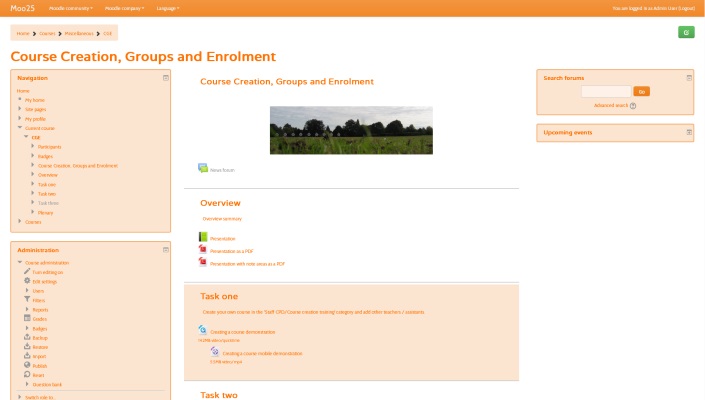 Moo25
Moodle community
Moodle company
Language
You are logged in as Admin User (Logout)
Home
Courses
Miscellaneous
CGE
Course Creation, Groups and Enrolment
Navigation
Home
My home
Site pages
My profile
Current course
CGE
Participants
Badges
Course Creation, Groups and Enrolment
Overview
Task one
Task two
Task three
Plenary
Courses
Administration
Course administration
Turn editing on
Edit settings
Users
Filters
Reports
Grades
Badges
Backup
Restore
Import
Publish
Reset
Question bank
Switch role to...
Course Creation, Groups and Enrolment
News forum
Overview
Overview summary
Presentation
Presentation as a PDF
Presentation with note areas as a PDF
Task one
Create your own course in the 'Staff CPD/ Course creation training' category and add other teachers / assistants.
Creating a course demonstration
Creating a course mobile demonstration
Task two
Search forums
Go
Advanced search
Upcoming events